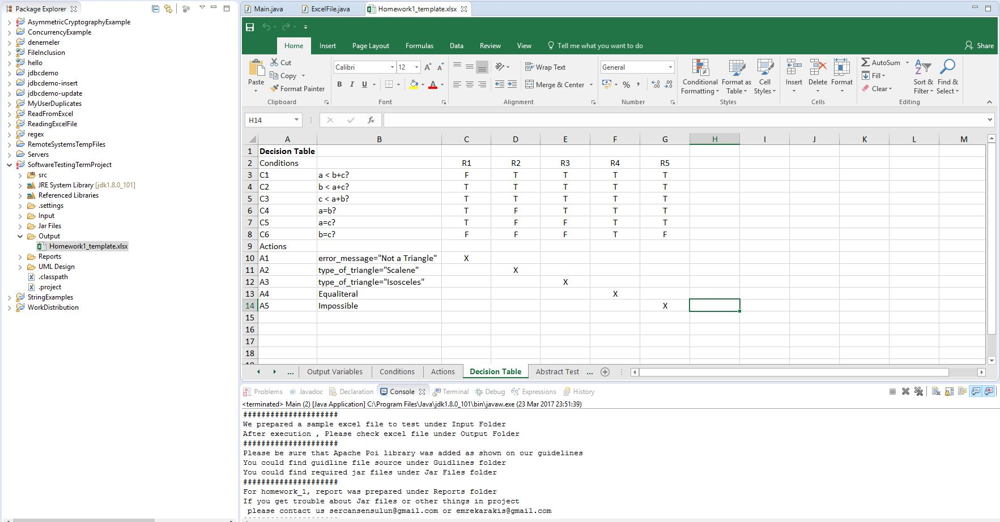 Package Explorer
AsymmetricCryptographyExample
ConcurrencyExample
denemeler
FileInclusion
hello
jdbcdemo
jdbcdemo-insert
jdbcdemo-update
MyUserDuplicates
ReadFromExcel
ReadingExcelFile
regex
RemoteSystemsTempFiles
Servers
SoftwareTestingTermProject
src
JRE System Library [jdk1.8.0_101]
Referenced Libraries
.settings
Input
Jar Files
Output
Homework1_template.xlsx
Reports
UML Design
.classpath
.project
StringExamples
WorkDistribution
Main.java ExcelFile.java Homework1_template.xlsx
Home Insert Page Layout Formulas Data Review View Tell me what you want to do Share
Paste Cut Copy Format Painter Clipboard
Calibri 12 B I U A Font
Wrap Text Merge & Center Alignment
General % , Number
Conditional Formatting Format as Table Cell Styles Styles
Insert Delete Format Cells
AutoSum Fill Clear Sort & Filter Find & Select Editing
H14 fx
A B C D E F G H I J K L M
1 Decision Table
2 Conditions R1 R2 R3 R4 R5
3 C1 a < b+c? F T T T T
4 C2 b < a+c? T T T T T
5 C3 c < a+b? T T T T T
6 C4 a=b? T F T T T
7 C5 a=c? T F F T T
8 C6 b=c? F F F T F
9 Actions
10 A1 error_message="Not a Triangle" X
11 A2 type_of_triangle="Scalene" X
12 A3 type_of_triangle="Isosceles" X
13 A4 Equaliteral X
14 A5 Impossible X
15
16
17
18
... Output Variables Conditions Actions Decision Table Abstract Test ...
Problems @ Javadoc Declaration Console Terminal Debug Expressions History
<terminated> Main (2) [Java Application] C:\Program Files\Java\jdk1.8.0_101\bin\javaw.exe (23 Mar 2017 23:51:39)
#####################
We prepared a sample excel file to test under Input Folder
After execution , Please check excel file under Output Folder
#####################
Please be sure that Apache Poi library was added as shown on our guidelines
You could find guidline file source under Guidlines folder
You could find required jar files under Jar Files folder
#####################
For homework_1, report was prepared under Reports folder
If you get trouble about Jar files or other things in project
please contact us sercansensulun@gmail.com or emrekarakis@gmail.com